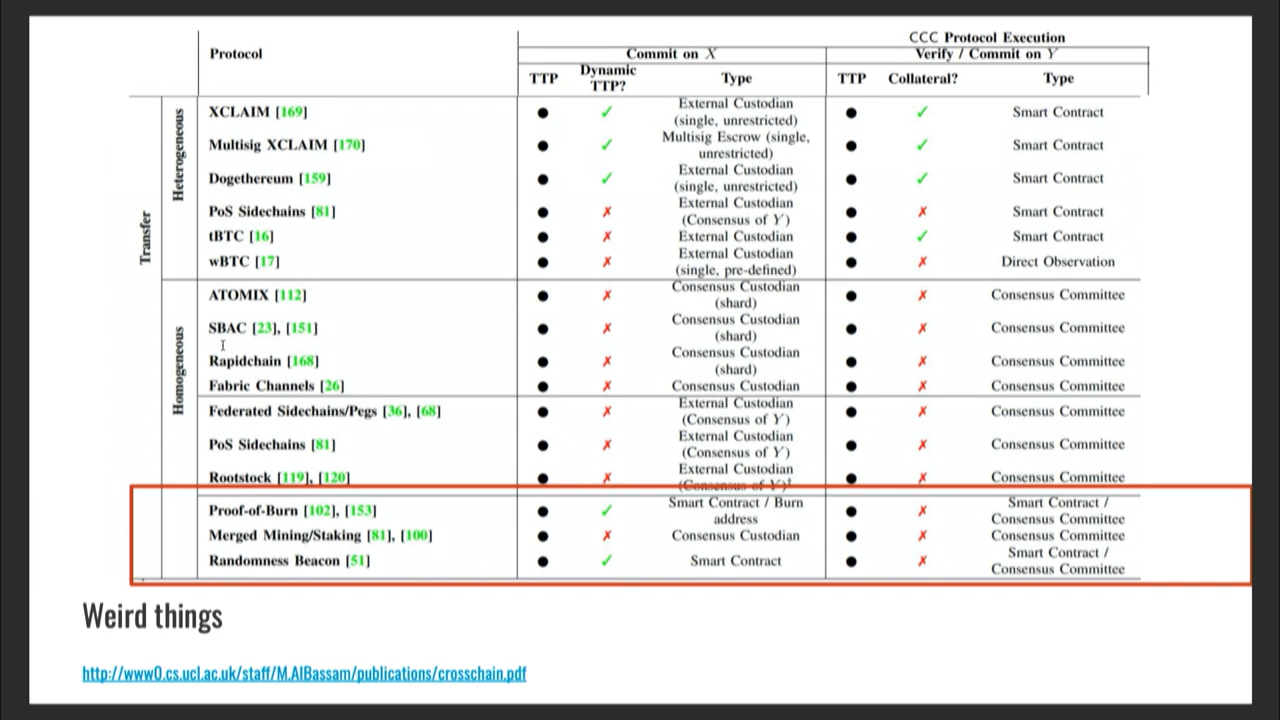 CCC Protocol Execution
Protocol Commit on X Verify / Commit on Y
TTP Dynamic TTP? Type TTP Collateral? Type
Transfer
Heterogeneous
XCLAIM [169] ● ✓ External Custodian (single, unrestricted) ● ✓ Smart Contract
Multisig XCLAIM [170] ● ✓ Multisig Escrow (single, unrestricted) ● ✓ Smart Contract
Dogethereum [159] ● ✓ External Custodian (single, unrestricted) ● ✓ Smart Contract
PoS Sidechains [81] ● ✗ External Custodian (Consensus of Y) ● ✗ Smart Contract
tBTC [16] ● ✗ External Custodian ● ✓ Smart Contract
wBTC [17] ● ✗ External Custodian (single, pre-defined) ● ✗ Direct Observation
Homogeneous
ATOMIX [112] ● ✗ Consensus Custodian (shard) ● ✗ Consensus Committee
SBAC [23], [151] ● ✗ Consensus Custodian (shard) ● ✗ Consensus Committee
Rapidchain [168] ● ✗ Consensus Custodian (shard) ● ✗ Consensus Committee
Fabric Channels [26] ● ✗ Consensus Custodian ● ✗ Consensus Committee
Federated Sidechains/Pegs [36], [68] ● ✗ External Custodian (Consensus of Y) ● ✗ Consensus Committee
PoS Sidechains [81] ● ✗ External Custodian (Consensus of Y) ● ✗ Consensus Committee
Rootstock [119], [120] ● ✗ External Custodian (Consensus of Y)† ● ✗ Consensus Committee
Proof-of-Burn [102], [153] ● ✓ Smart Contract / Burn address ● ✗ Smart Contract / Consensus Committee
Merged Mining/Staking [81], [100] ● ✗ Consensus Custodian ● ✗ Consensus Committee
Randomness Beacon [51] ● ✓ Smart Contract ● ✗ Smart Contract / Consensus Committee
Weird things
http://www0.cs.ucl.ac.uk/staff/M.AlBassam/publications/crosschain.pdf